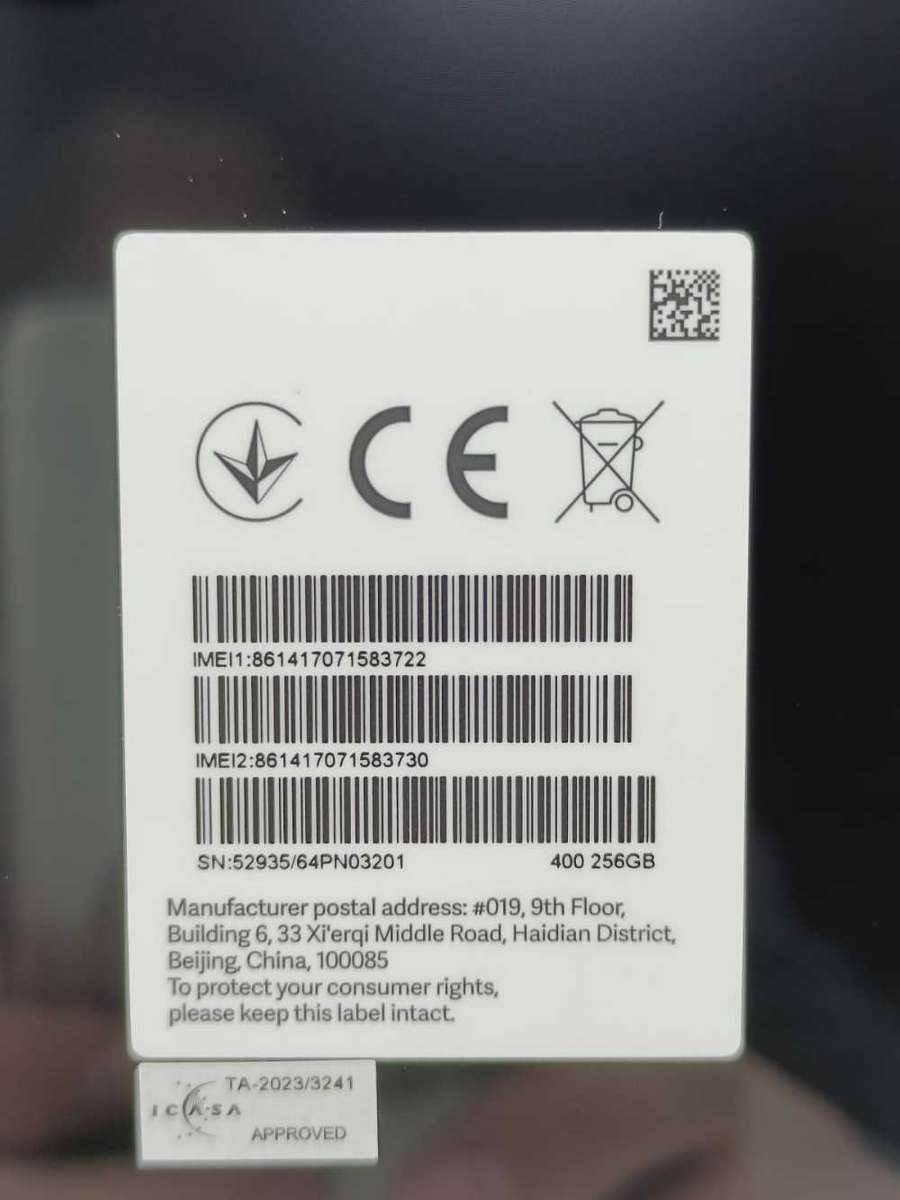 CE
IMEI1:861417071583722
IMEI2:861417071583730
SN:52935/64PN03201 400 256GB
Manufacturer postal address: #019, 9th Floor,
Building 6, 33 Xi'erqi Middle Road, Haidian District,
Beijing, China, 100085
To protect your consumer rights,
please keep this label intact.
TA-2023/3241
ICASA
APPROVED